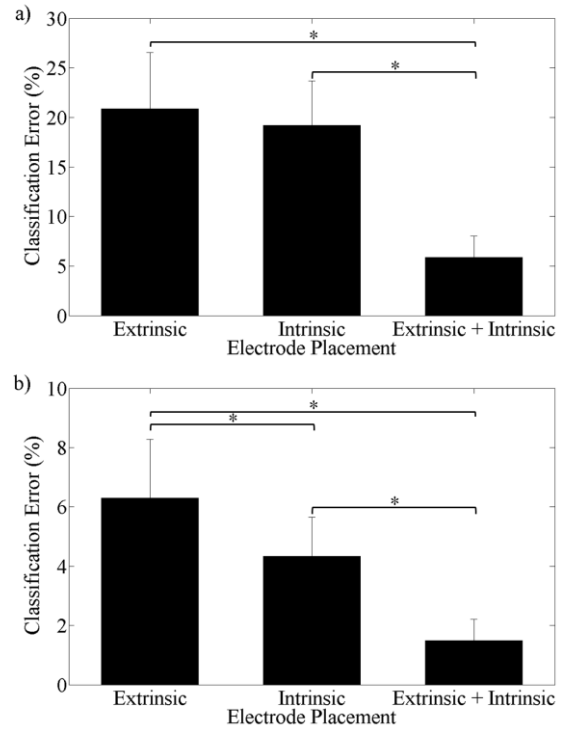 a)
30
25
20
15
10
5
0
Classification Error (%)
*
*
Extrinsic Intrinsic Extrinsic + Intrinsic
Electrode Placement
b)
10
8
6
4
2
0
Classification Error (%)
*
*
*
Extrinsic Intrinsic Extrinsic + Intrinsic
Electrode Placement